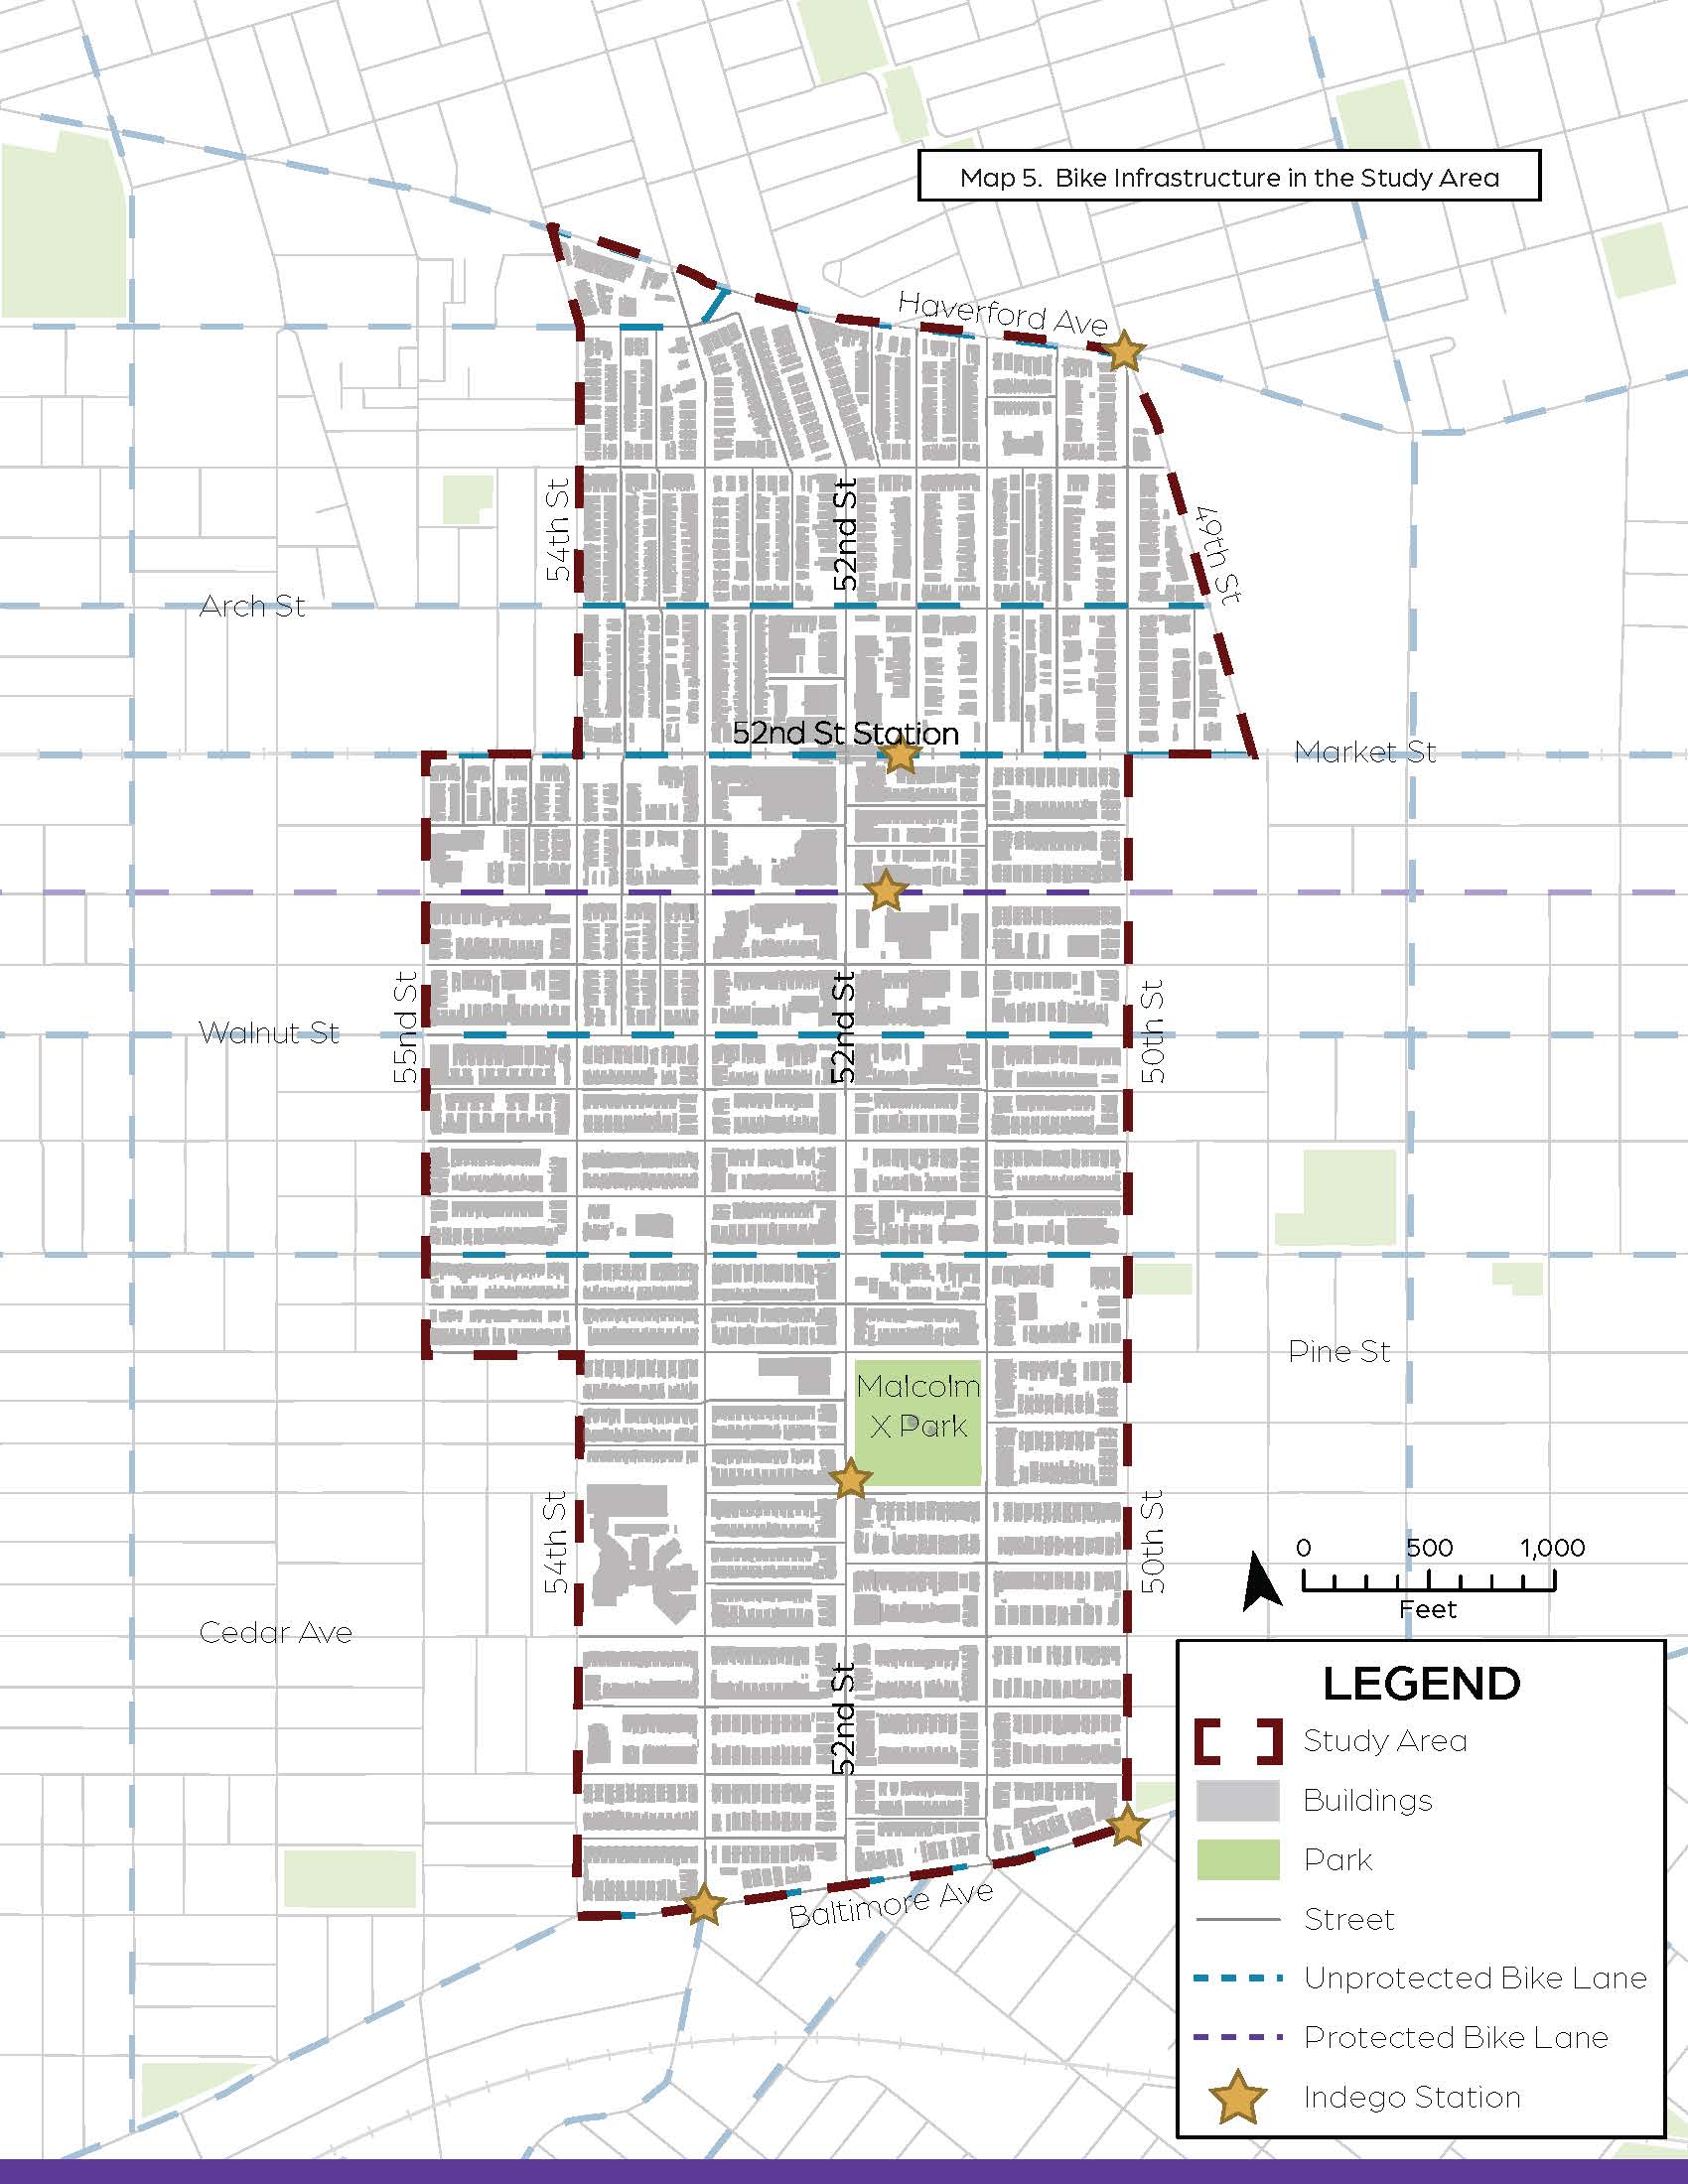 Map 5. Bike Infrastructure in the Study Area
Haverford Ave
54th St
52nd St
49th St
Arch St
52nd St Station
Market St
55nd St
52nd St
50th St
Walnut St
Pine St
Malcolm
X Park
54th St
50th St
0 500 1,000
Feet
Cedar Ave
52nd St
Baltimore Ave
LEGEND
Study Area
Buildings
Park
Street
Unprotected Bike Lane
Protected Bike Lane
Indego Station